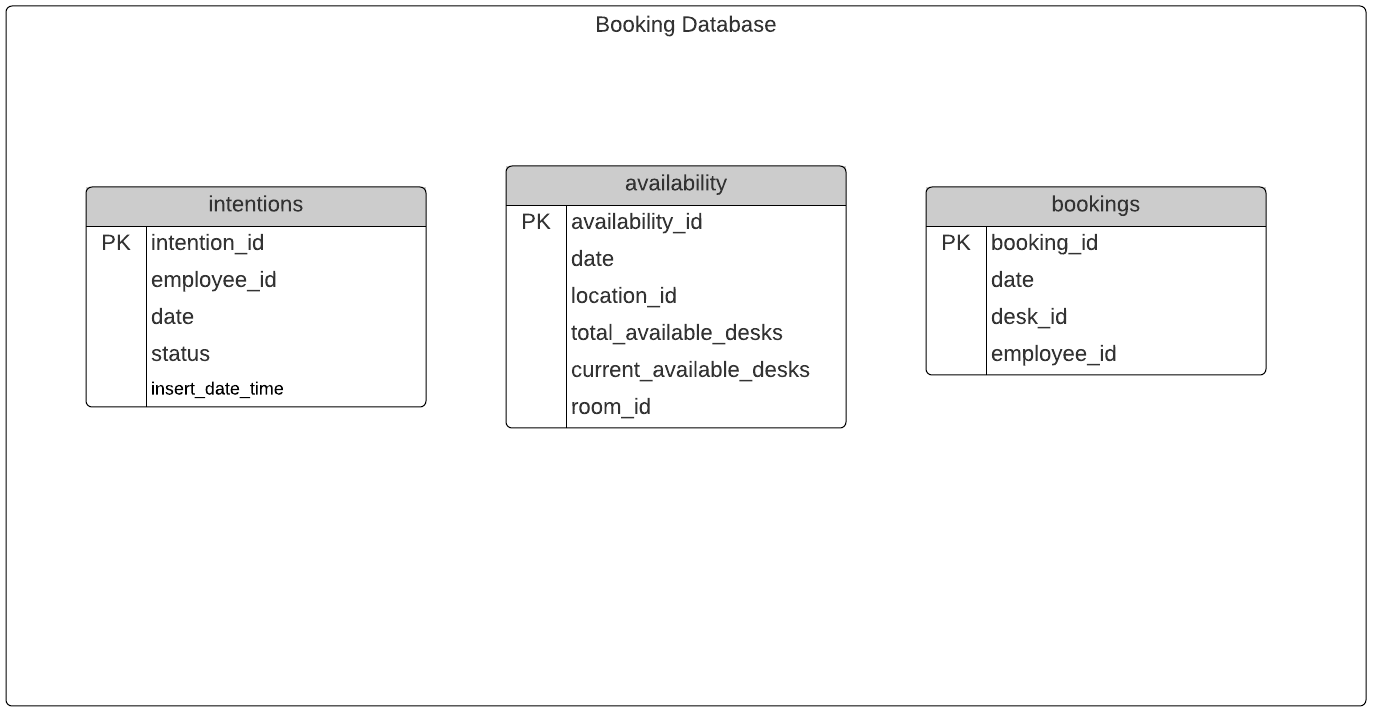 Booking Database
intentions
PK intention_id
employee_id
date
status
insert_date_time
availability
PK availability_id
date
location_id
total_available_desks
current_available_desks
room_id
bookings
PK booking_id
date
desk_id
employee_id